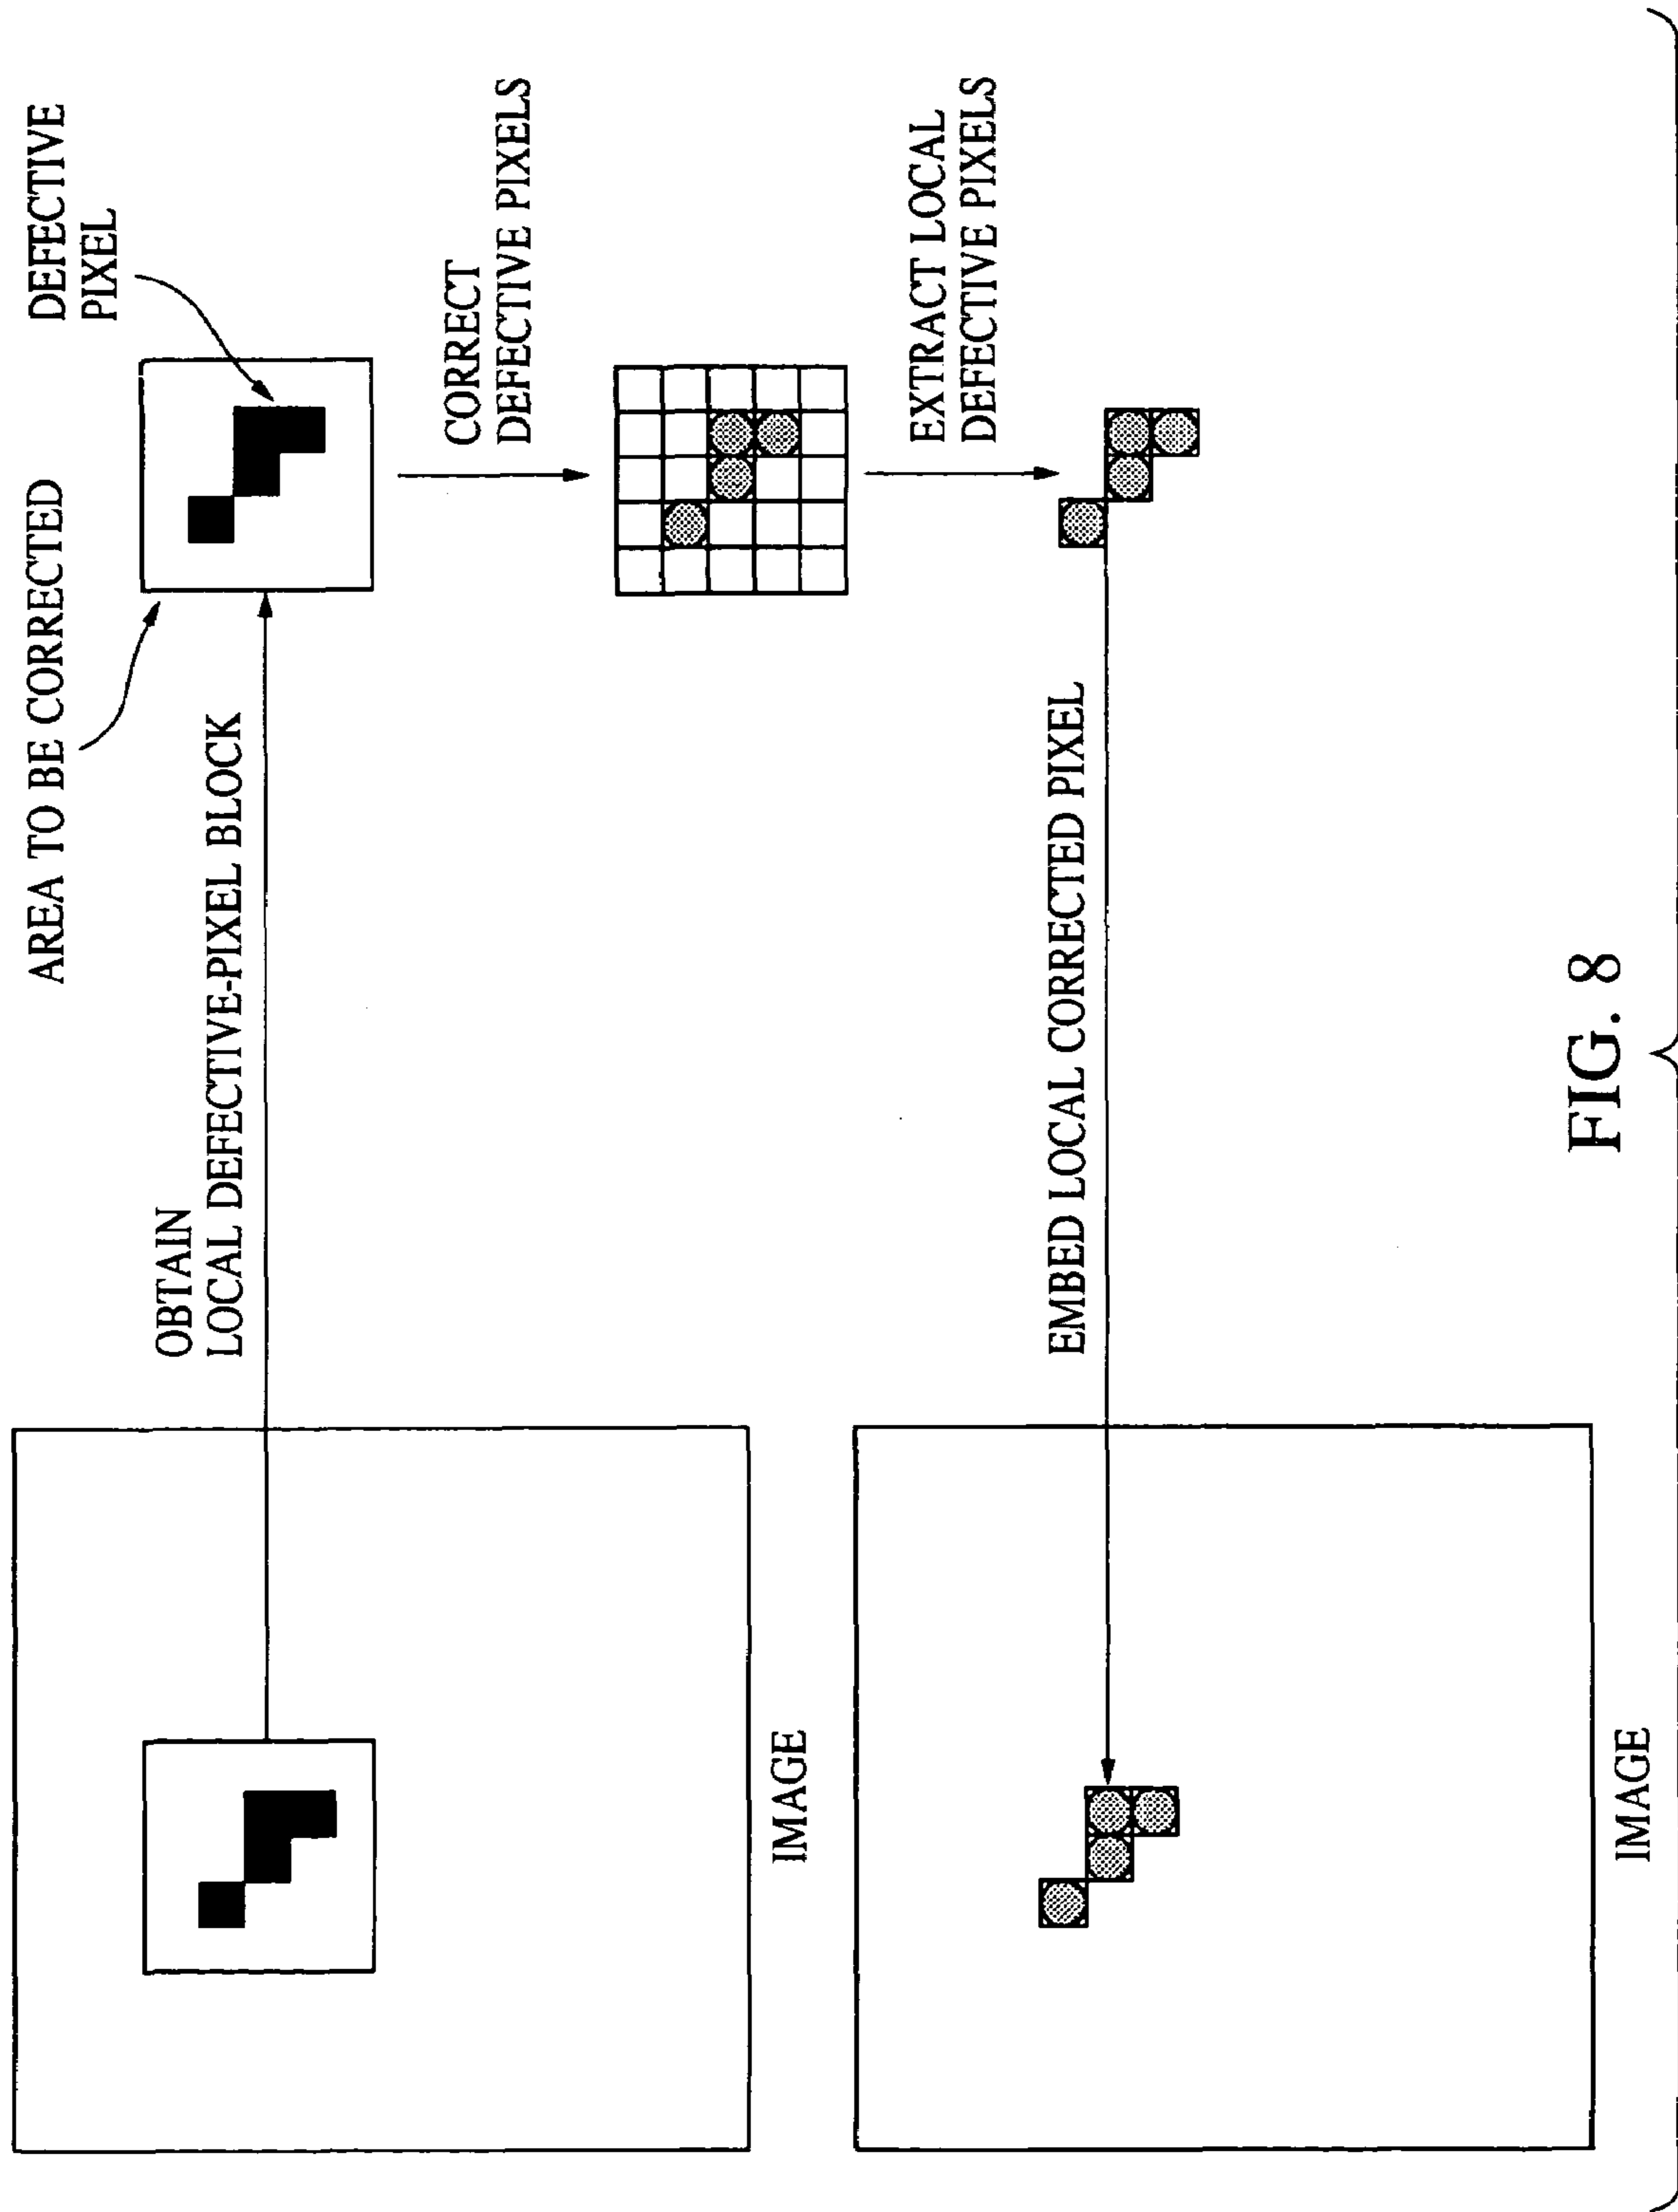 AREA TO BE CORRECTED
DEFECTIVE
PIXEL
OBTAIN
LOCAL DEFECTIVE-PIXEL BLOCK
CORRECT
DEFECTIVE PIXELS
IMAGE
EXTRACT LOCAL
DEFECTIVE PIXELS
EMBED LOCAL CORRECTED PIXEL
IMAGE
FIG. 8